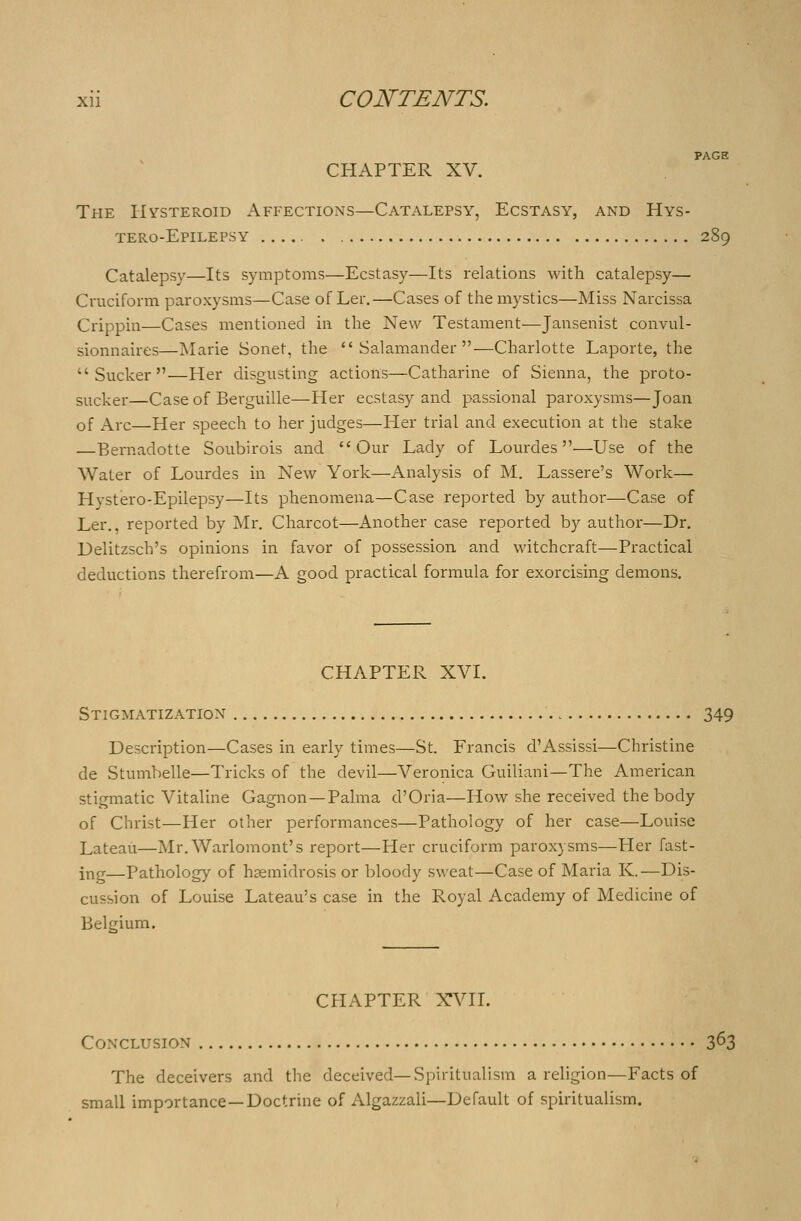 xii CONTENTS.
PAGE
CHAPTER XV.
The Hysteroid Affections—Catalepsy, Ecstasy, and Hys-
tero-Epilepsy ..... . .................................... 289
Catalepsy—Its symptoms—Ecstasy—Its relations with catalepsy—
Cruciform paroxysms—Case of Ler.—Cases of the mystics—Miss Narcissa
Crippin—Cases mentioned in the New Testament—Jansenist convul-
sionnaires—Marie Sonet, the “Salamander”—Charlotte Laporte, the
“Sucker”—Her disgusting actions—Catharine of Sienna, the proto-
sucker—Case of Berguille—Her ecstasy and passional paroxysms—Joan
of Arc—Her speech to her judges—Her trial and execution at the stake
—Bernadotte Soubirois and “Our Lady of Lourdes”—Use of the
Water of Lourdes in New York—Analysis of M. Lassere’s Work—
Hystero-Epilepsy—Its phenomena—Case reported by author—Case of
Ler., reported by Mr. Charcot—Another case reported by author—Dr.
Delitzsch’s opinions in favor of possession and witchcraft—Practical
deductions therefrom—A good practical formula for exorcising demons.
CHAPTER XVI.
Stigmatization ............................................. 349
Description—Cases in early times—St. Francis d’Assissi—Christine
de Stumbelle—Tricks of the devil—Veronica Guiliani—The American
stigmatic Vitaline Gagnon—Palma d’Oria—How she received the body
of Christ—Her other performances—Pathology of her case—Louise
Lateau—Mr. Warlomont’s report—Her cruciform paroxysms—Her fast-
ing—Pathology of hæmidrosis or bloody sweat—Case of Maria K.—Dis-
cussion of Louise Lateau’s case in the Royal Academy of Medicine of
Belgium.
CHAPTER XVII.
Conclusion ................................................ 363
The deceivers and the deceived—Spiritualism a religion—Facts of
small importance—Doctrine of Algazzali—Default of spiritualism.